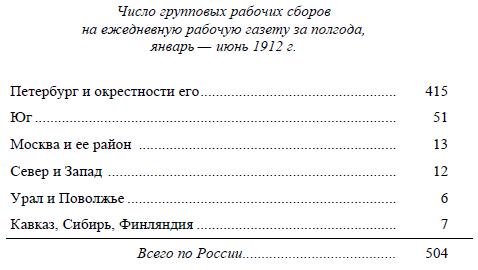 Число групповых рабочих сборов
на ежедневную рабочую газету за полгода,
январь — июнь 1912 г.
Петербург и окрестности его................................................. 415
Юг......................................................................................... 51
Москва и ее район ................................................................ 13
Север и Запад ....................................................................... 12
Урал и Поволжье................................................................... 6
Кавказ, Сибирь, Финляндия ................................................. 7
Всего по России...................................... 504